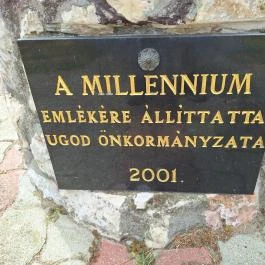 A MILLENNIUM
EMLÉKÉRE ÁLLÍTTATTA
UGOD ÖNKORMÁNYZATA
2001.